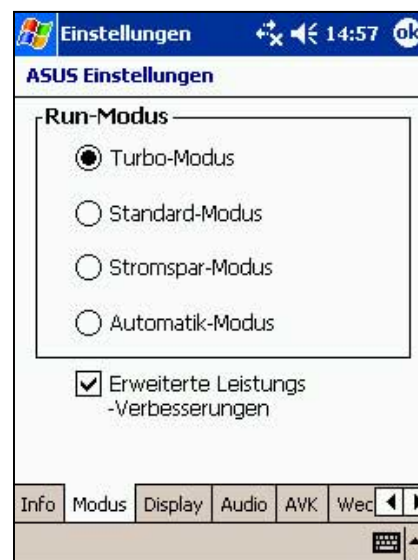 Einstellungen 14:57 ok
ASUS Einstellungen
Run-Modus
Turbo-Modus
Standard-Modus
Stromspar-Modus
Automatik-Modus
Erweiterte Leistungs
-Verbesserungen
Info Modus Display Audio AVK Wec